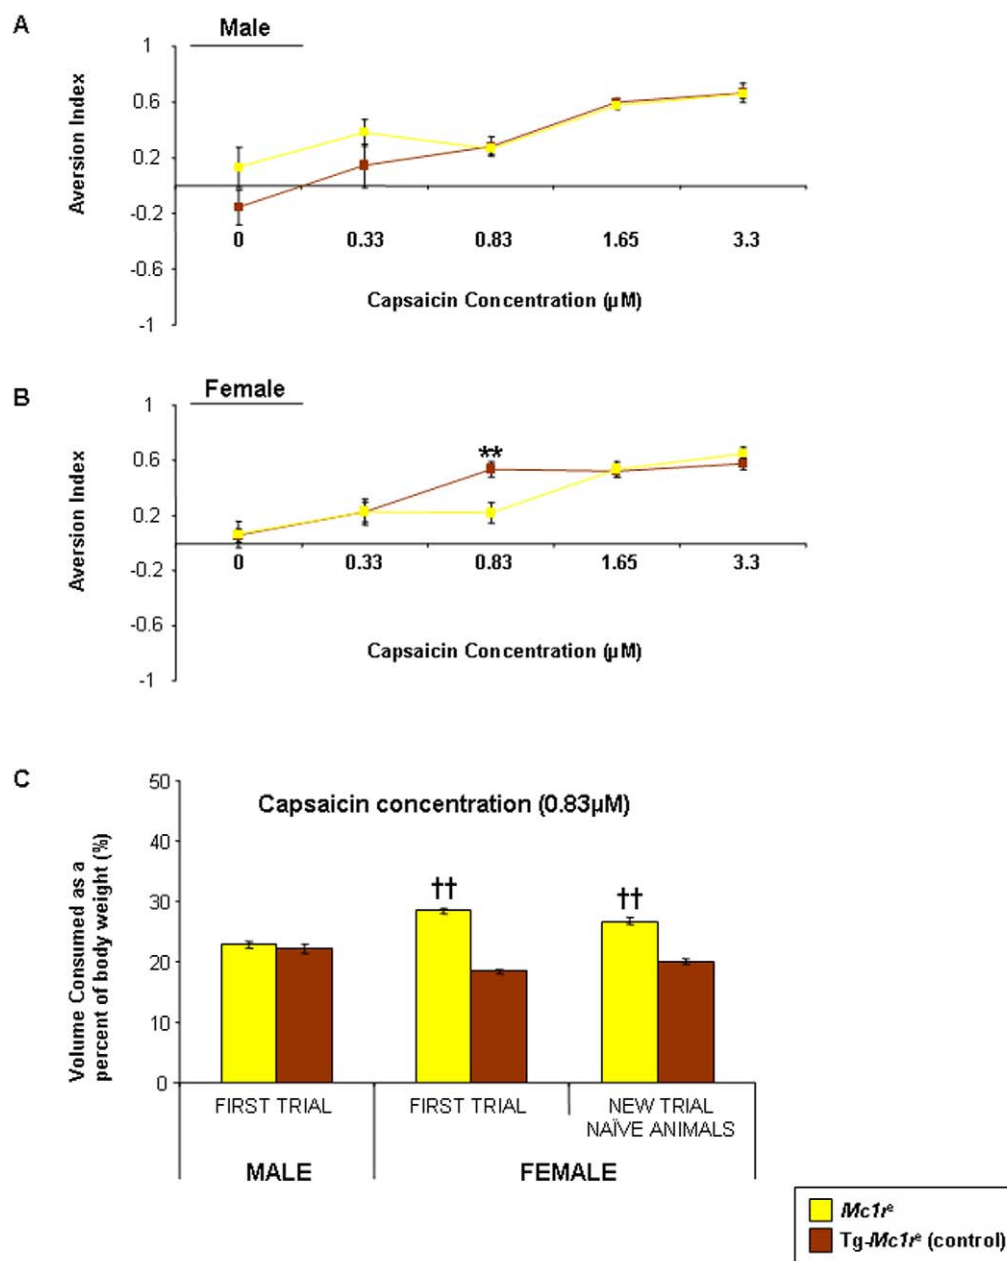 A
Male
1
0.6
0.2
-0.2
-0.6
-1
Aversion Index
0 0.33 0.83 1.65 3.3
Capsaicin Concentration (µM)
B
Female
1
0.6
0.2
-0.2
-0.6
-1
Aversion Index
**
0 0.33 0.83 1.65 3.3
Capsaicin Concentration (µM)
C
Capsaicin concentration (0.83µM)
50
40
30
20
10
0
Volume Consumed as a
percent of body weight (%)
†† ††
FIRST TRIAL FIRST TRIAL NEW TRIAL
NAÏVE ANIMALS
MALE FEMALE
Mc1rᵉ
Tg-Mc1rᵉ (control)